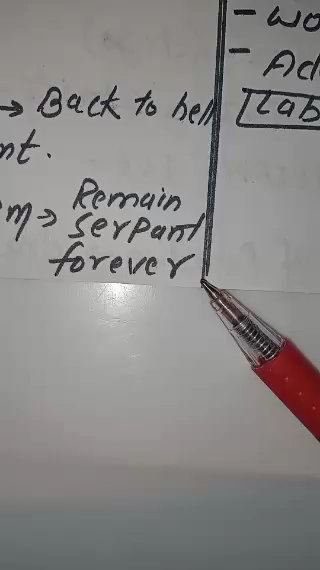 → Back to hell
nt.
m → Remain
serpant
forever
- wo
- Ad
Lab